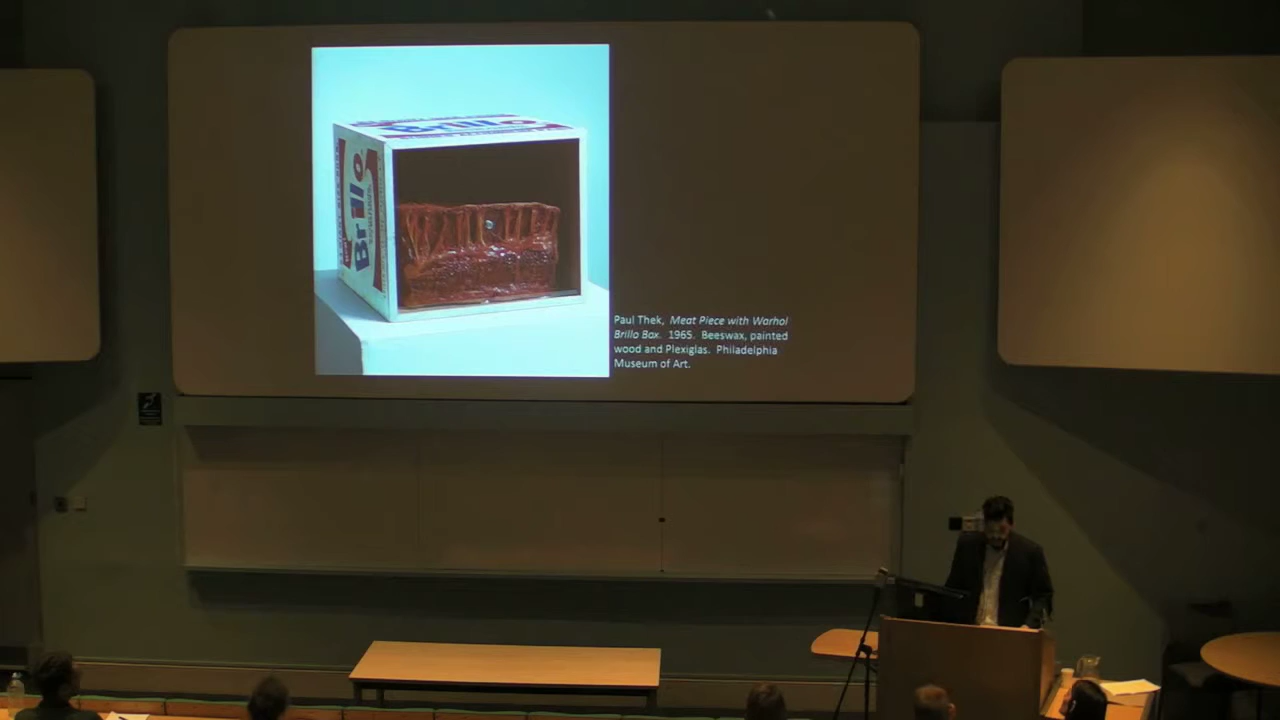 Brillo
Brillo
Paul Thek, Meat Piece with Warhol
Brillo Box. 1965. Beeswax, painted
wood and Plexiglas. Philadelphia
Museum of Art.